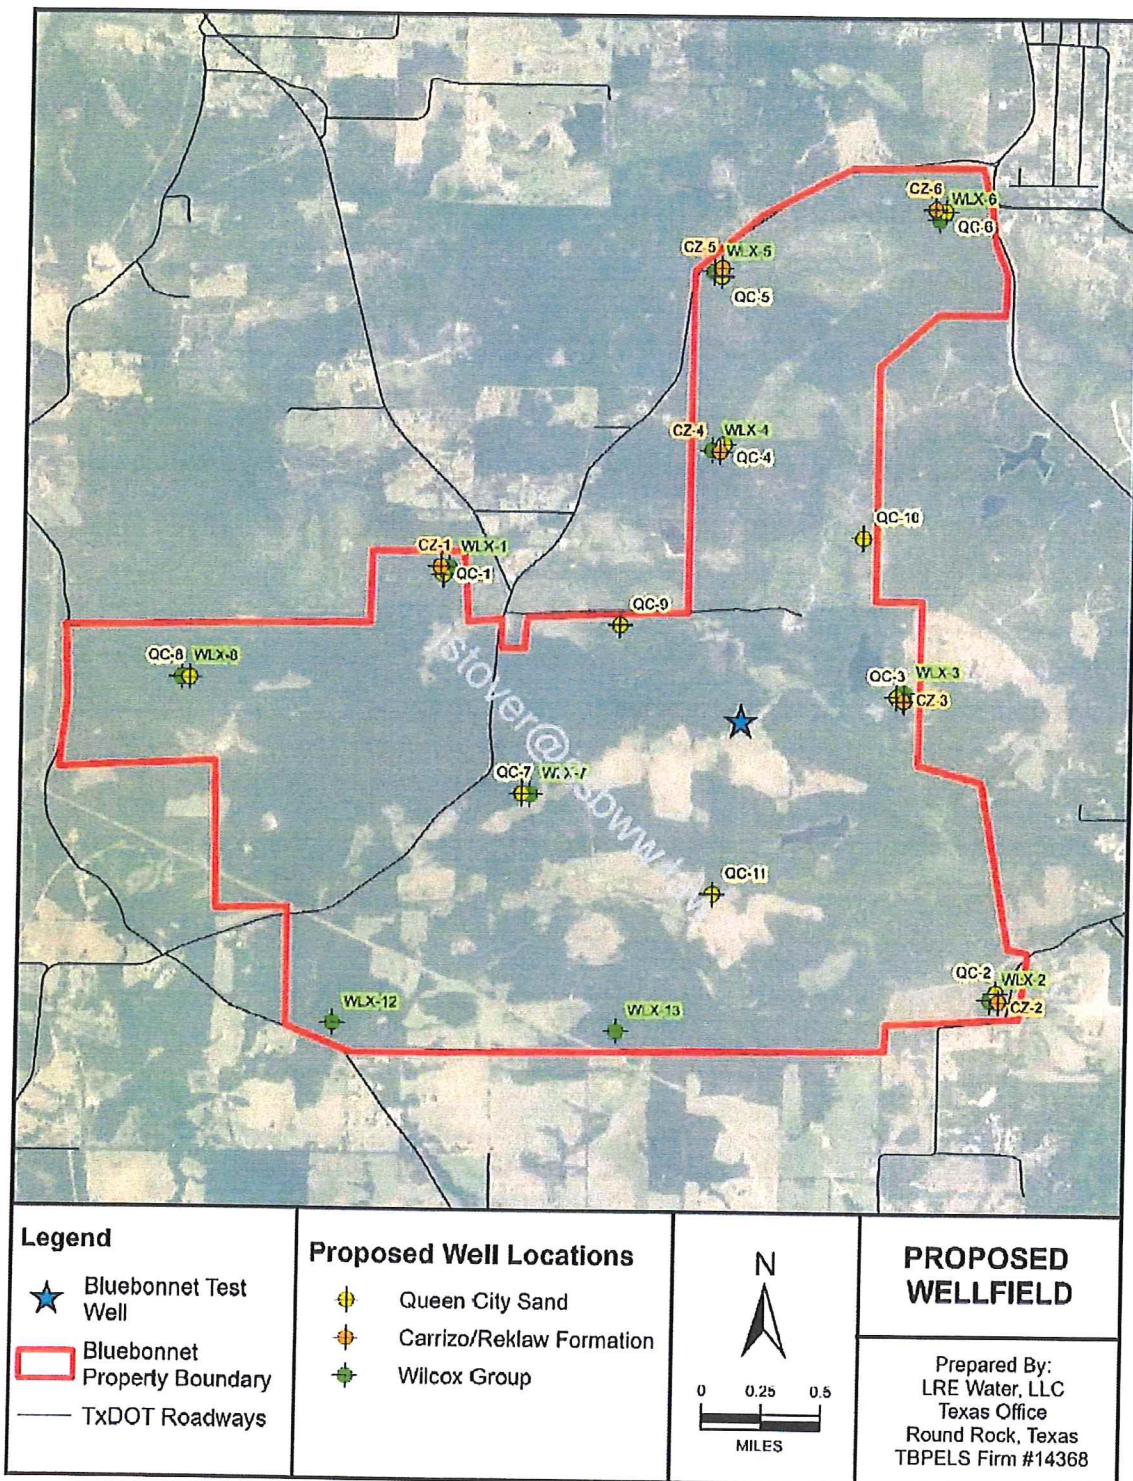 CZ-6
WLX-6
QC-6
CZ-5
WLX-5
QC-5
CZ-4
WLX-4
QC-4
QC-10
CZ-1
WLX-1
QC-1
QC-9
QC-8
WLX-8
QC-3
WLX-3
CZ-3
QC-7
WLX-7
QC-11
QC-2
WLX-2
CZ-2
WLX-12
WLX-13
Legend
Bluebonnet Test
Well
Bluebonnet
Property Boundary
TxDOT Roadways
Proposed Well Locations
Queen City Sand
Carrizo/Reklaw Formation
Wilcox Group
N
0 0.25 0.5
MILES
PROPOSED
WELLFIELD
Prepared By:
LRE Water, LLC
Texas Office
Round Rock, Texas
TBPELS Firm #14368